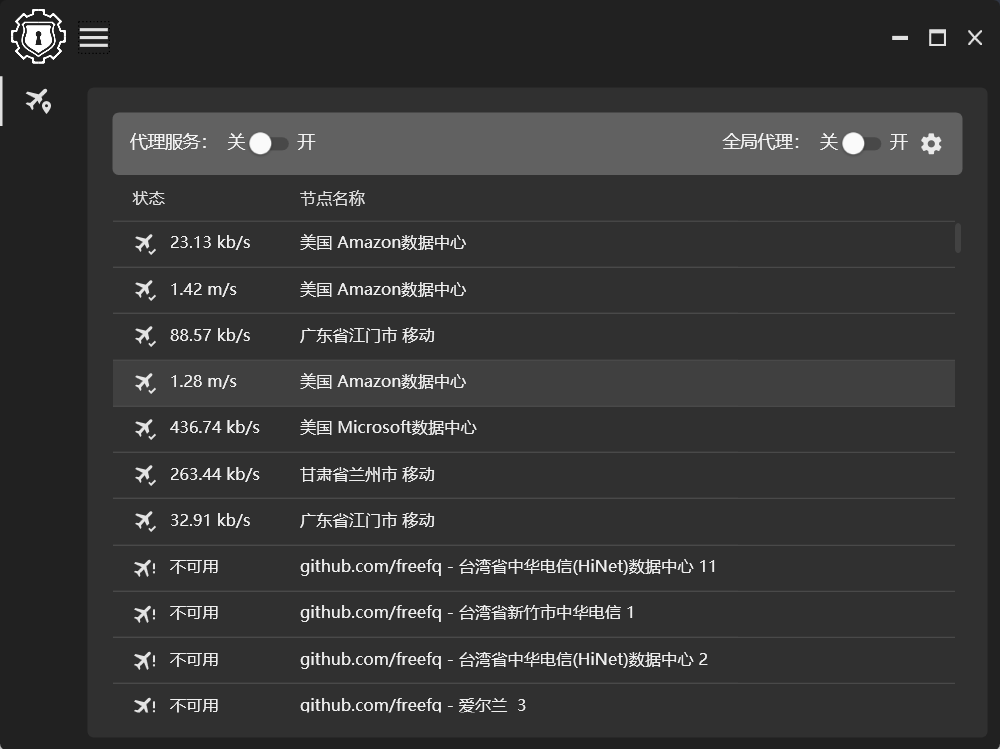 代理服务： 关 开 全局代理： 关 开
状态 节点名称
23.13 kb/s 美国 Amazon数据中心
1.42 m/s 美国 Amazon数据中心
88.57 kb/s 广东省江门市 移动
1.28 m/s 美国 Amazon数据中心
436.74 kb/s 美国 Microsoft数据中心
263.44 kb/s 甘肃省兰州市 移动
32.91 kb/s 广东省江门市 移动
不可用 github.com/freefq - 台湾省中华电信(HiNet)数据中心 11
不可用 github.com/freefq - 台湾省新竹市中华电信 1
不可用 github.com/freefq - 台湾省中华电信(HiNet)数据中心 2
不可用 github.com/freefq - 爱尔兰  3